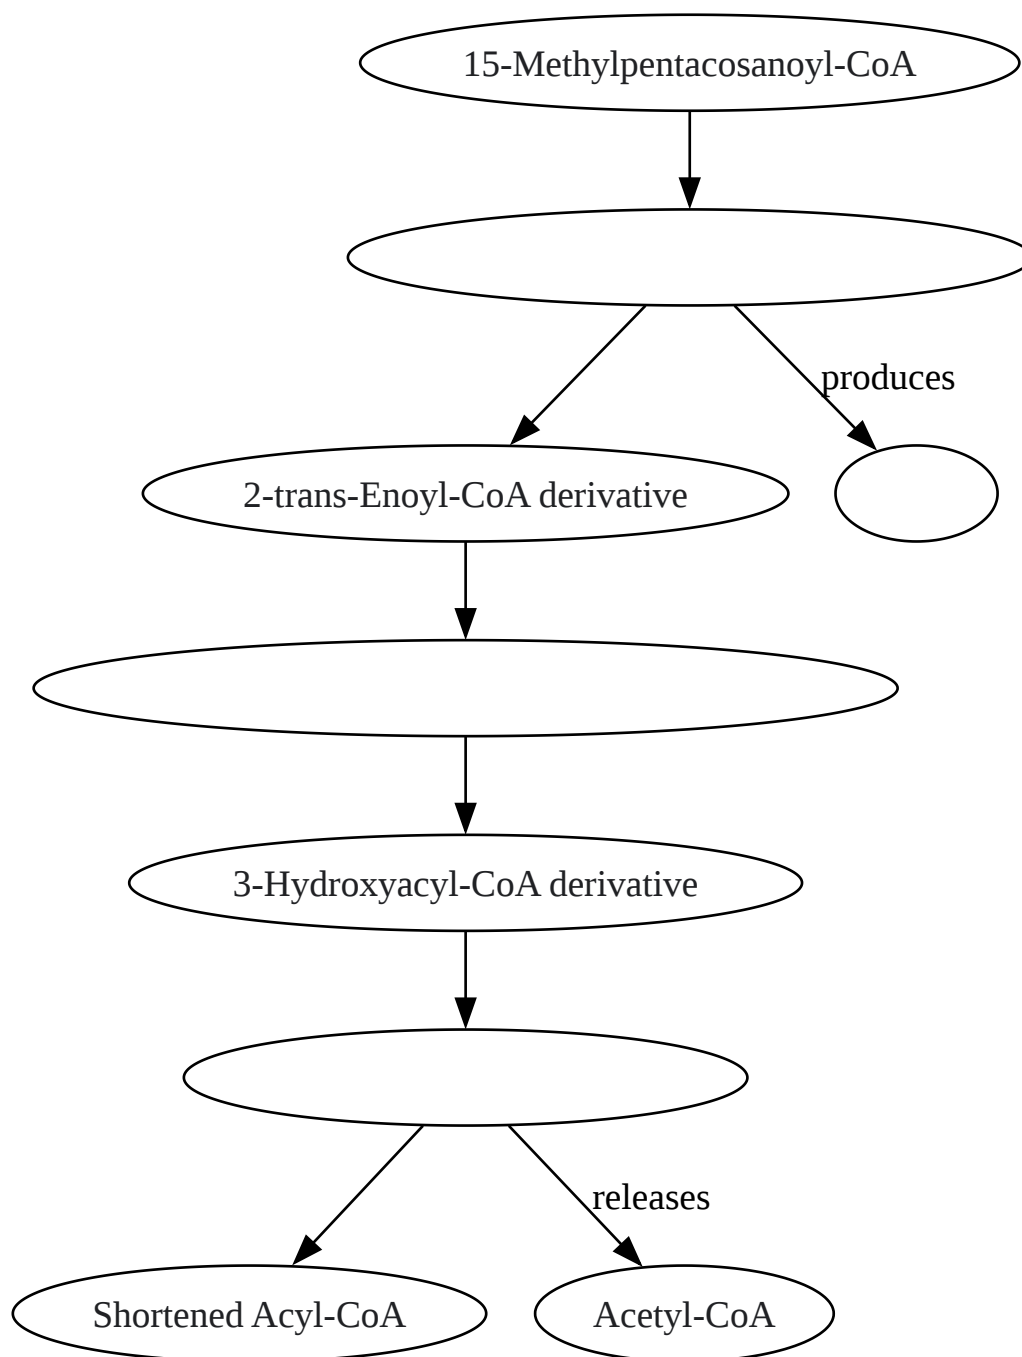 15-Methylpentacosanoyl-CoA
produces
2-trans-Enoyl-CoA derivative
3-Hydroxyacyl-CoA derivative
releases
Shortened Acyl-CoA
Acetyl-CoA